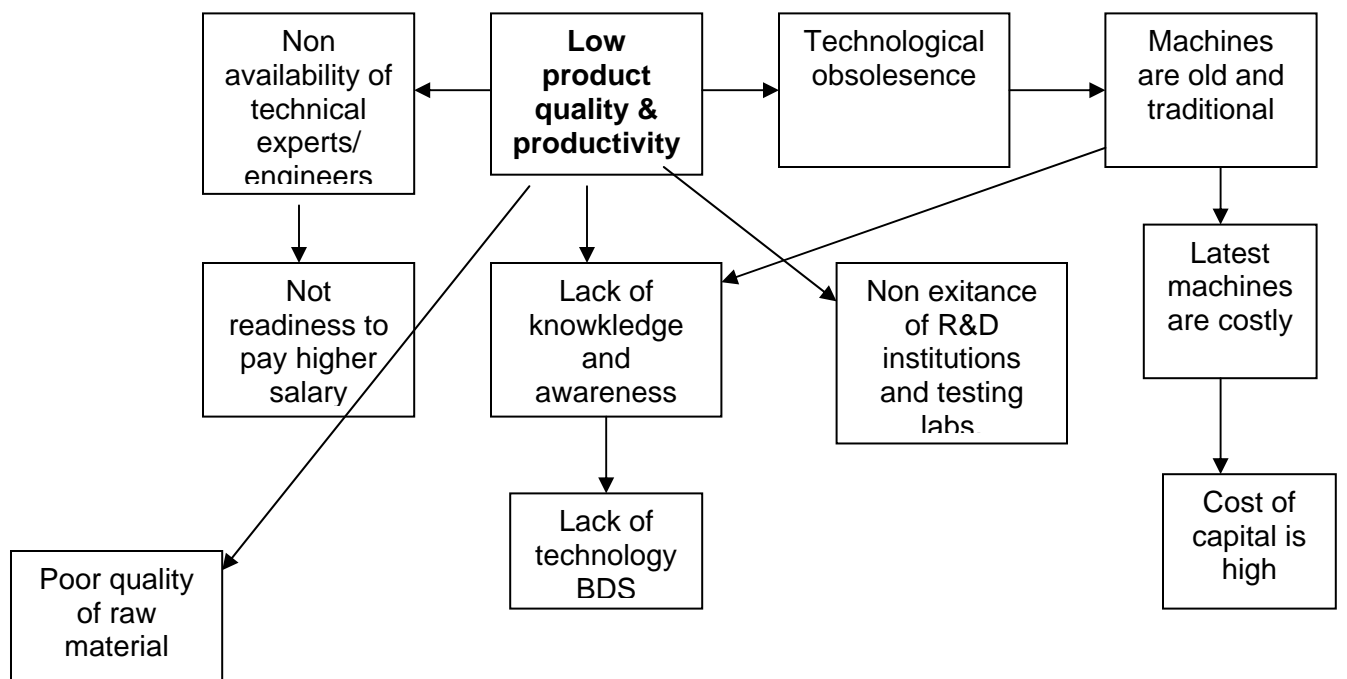 Non
availability of
technical
experts/
engineers
Low
product
quality &
productivity
Technological
obsolesence
Machines
are old and
traditional
Not
readiness to
pay higher
salary
Lack of
knowkledge
and
awareness
Non exitance
of R&D
institutions
and testing
labs.
Latest
machines
are costly
Lack of
technology
BDS
Cost of
capital is
high
Poor quality
of raw
material